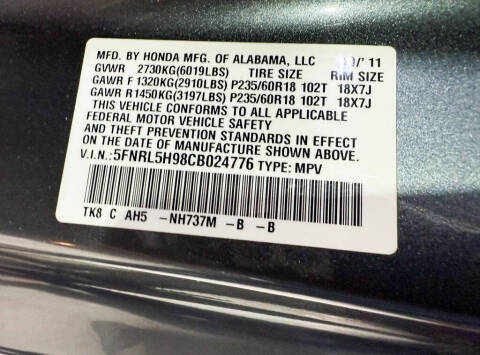 MFD. BY HONDA MFG. OF ALABAMA, LLC /'11
GVWR 2730KG(6019LBS) TIRE SIZE RIM SIZE
GAWR F 1320KG(2910LBS) P235/60R18 102T 18X7J
GAWR R1450KG(3197LBS) P235/60R18 102T 18X7J
THIS VEHICLE CONFORMS TO ALL APPLICABLE
FEDERAL MOTOR VEHICLE SAFETY
AND THEFT PREVENTION STANDARDS IN EFFECT
ON THE DATE OF MANUFACTURE SHOWN ABOVE.
V.I.N.: 5FNRL5H98CB024776 TYPE: MPV
TK8 C AH5 -NH737M -B -B